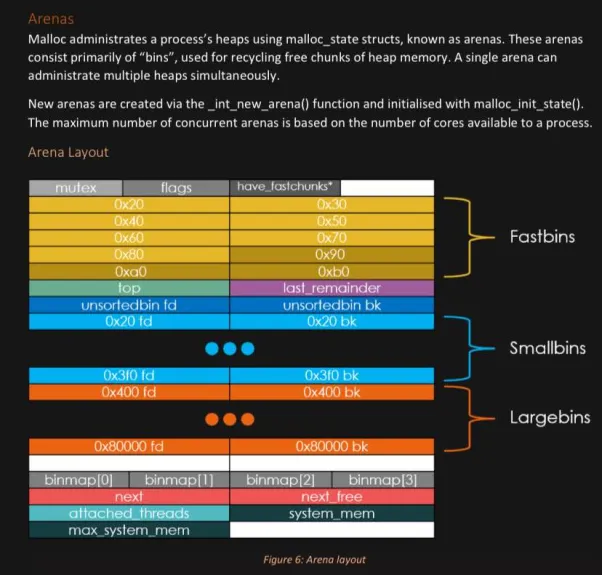 Arenas
Malloc administrates a process's heaps using malloc_state structs, known as arenas. These arenas
consist primarily of "bins", used for recycling free chunks of heap memory. A single arena can
administrate multiple heaps simultaneously.
New arenas are created via the _int_new_arena() function and initialised with malloc_init_state().
The maximum number of concurrent arenas is based on the number of cores available to a process.
Arena Layout
mutex flags have_fastchunks*
0x20 0x30
0x40 0x50
0x60 0x70
0x80 0x90
0xa0 0xb0
Fastbins
top last_remainder
unsortedbin fd unsortedbin bk
0x20 fd 0x20 bk
0x3f0 fd 0x3f0 bk
Smallbins
0x400 fd 0x400 bk
0x80000 fd 0x80000 bk
Largebins
binmap[0] binmap[1] binmap[2] binmap[3]
next next_free
attached_threads system_mem
max_system_mem
Figure 6: Arena layout